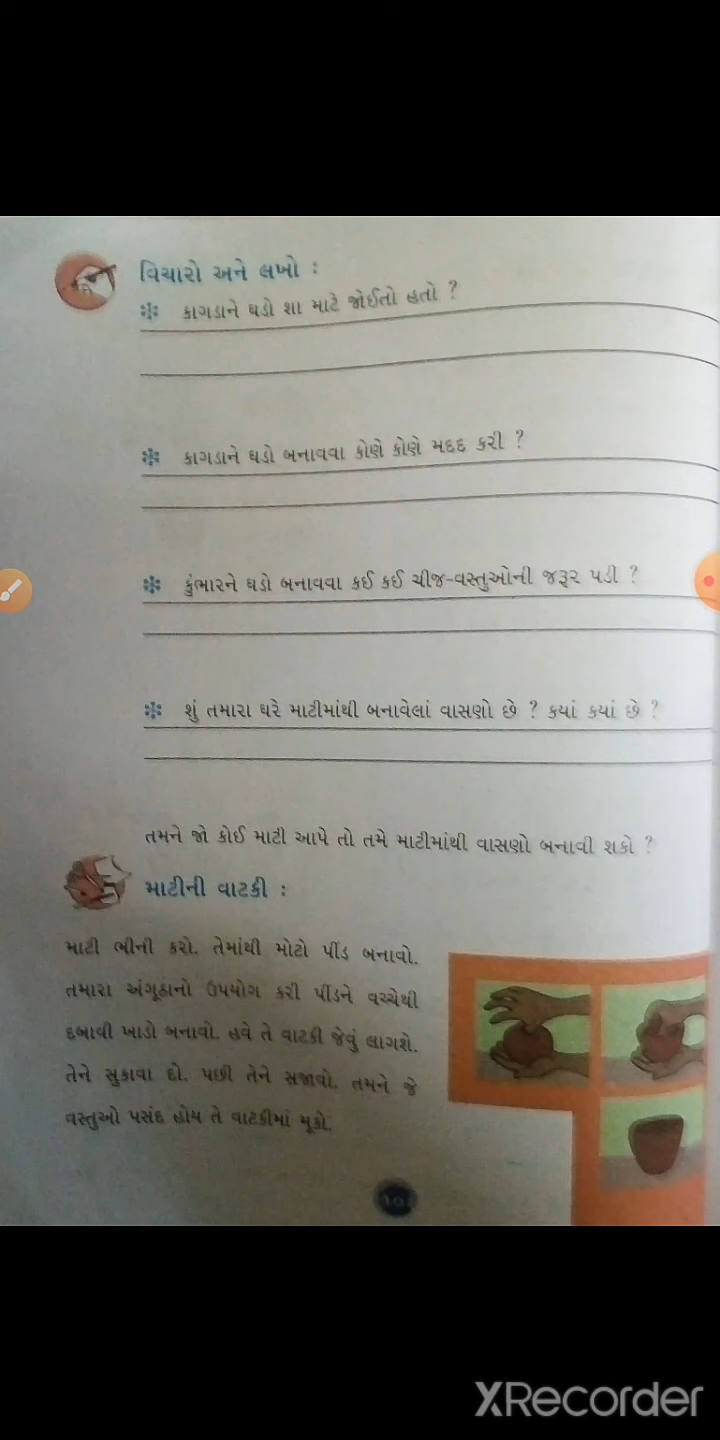 વિચારો અને લખો :
કાગડાને ઘડો શા માટે જોઈતો હતો ?
કાગડાને ઘડો બનાવવા કોણે કોણે મદદ કરી ?
કુંભારને ઘડો બનાવવા કઈ કઈ ચીજ-વસ્તુઓની જરૂર પડી ?
શું તમારા ઘરે માટીમાંથી બનાવેલાં વાસણો છે ? કયાં કયાં છે ?
તમને જો કોઈ માટી આપે તો તમે માટીમાંથી વાસણો બનાવી શકો ?
માટીની વાટકી :
માટી ભીની કરો. તેમાંથી મોટો પીંડ બનાવો.
તમારા અંગૂઠાનો ઉપયોગ કરી પીંડને વચ્ચેથી
દબાવી ખાડો બનાવો. હવે તે વાટકી જેવું લાગશે.
તેને સુકાવા દો. પછી તેને સજાવો. તમને જે
વસ્તુઓ પસંદ હોય તે વાટકીમાં મૂકો.
XRecorder